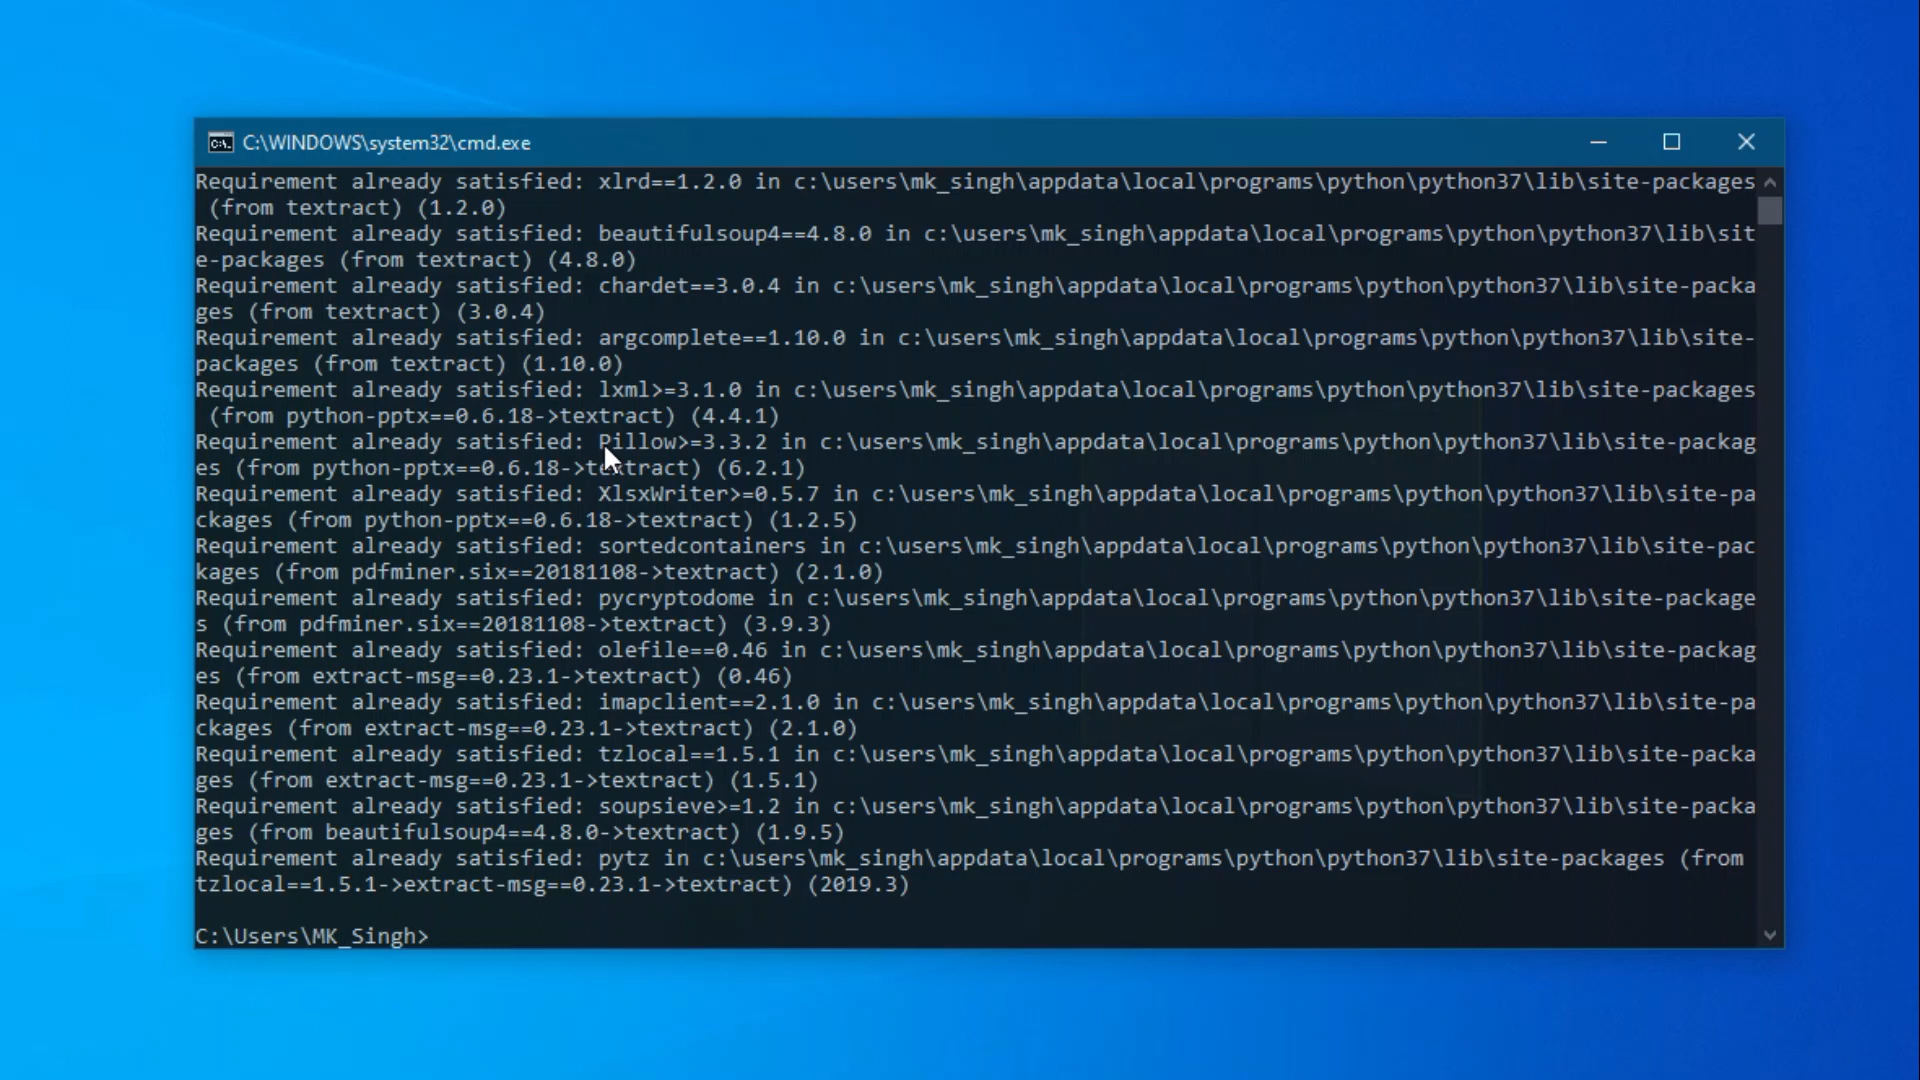 C:\WINDOWS\system32\cmd.exe
Requirement already satisfied: xlrd==1.2.0 in c:\users\mk_singh\appdata\local\programs\python\python37\lib\site-packages
 (from textract) (1.2.0)
Requirement already satisfied: beautifulsoup4==4.8.0 in c:\users\mk_singh\appdata\local\programs\python\python37\lib\sit
e-packages (from textract) (4.8.0)
Requirement already satisfied: chardet==3.0.4 in c:\users\mk_singh\appdata\local\programs\python\python37\lib\site-packa
ges (from textract) (3.0.4)
Requirement already satisfied: argcomplete==1.10.0 in c:\users\mk_singh\appdata\local\programs\python\python37\lib\site-
packages (from textract) (1.10.0)
Requirement already satisfied: lxml>=3.1.0 in c:\users\mk_singh\appdata\local\programs\python\python37\lib\site-packages
 (from python-pptx==0.6.18->textract) (4.4.1)
Requirement already satisfied: Pillow>=3.3.2 in c:\users\mk_singh\appdata\local\programs\python\python37\lib\site-packag
es (from python-pptx==0.6.18->textract) (6.2.1)
Requirement already satisfied: XlsxWriter>=0.5.7 in c:\users\mk_singh\appdata\local\programs\python\python37\lib\site-pa
ckages (from python-pptx==0.6.18->textract) (1.2.5)
Requirement already satisfied: sortedcontainers in c:\users\mk_singh\appdata\local\programs\python\python37\lib\site-pac
kages (from pdfminer.six==20181108->textract) (2.1.0)
Requirement already satisfied: pycryptodome in c:\users\mk_singh\appdata\local\programs\python\python37\lib\site-package
s (from pdfminer.six==20181108->textract) (3.9.3)
Requirement already satisfied: olefile==0.46 in c:\users\mk_singh\appdata\local\programs\python\python37\lib\site-packag
es (from extract-msg==0.23.1->textract) (0.46)
Requirement already satisfied: imapclient==2.1.0 in c:\users\mk_singh\appdata\local\programs\python\python37\lib\site-pa
ckages (from extract-msg==0.23.1->textract) (2.1.0)
Requirement already satisfied: tzlocal==1.5.1 in c:\users\mk_singh\appdata\local\programs\python\python37\lib\site-packa
ges (from extract-msg==0.23.1->textract) (1.5.1)
Requirement already satisfied: soupsieve>=1.2 in c:\users\mk_singh\appdata\local\programs\python\python37\lib\site-packa
ges (from beautifulsoup4==4.8.0->textract) (1.9.5)
Requirement already satisfied: pytz in c:\users\mk_singh\appdata\local\programs\python\python37\lib\site-packages (from
tzlocal==1.5.1->extract-msg==0.23.1->textract) (2019.3)
C:\Users\MK_Singh>